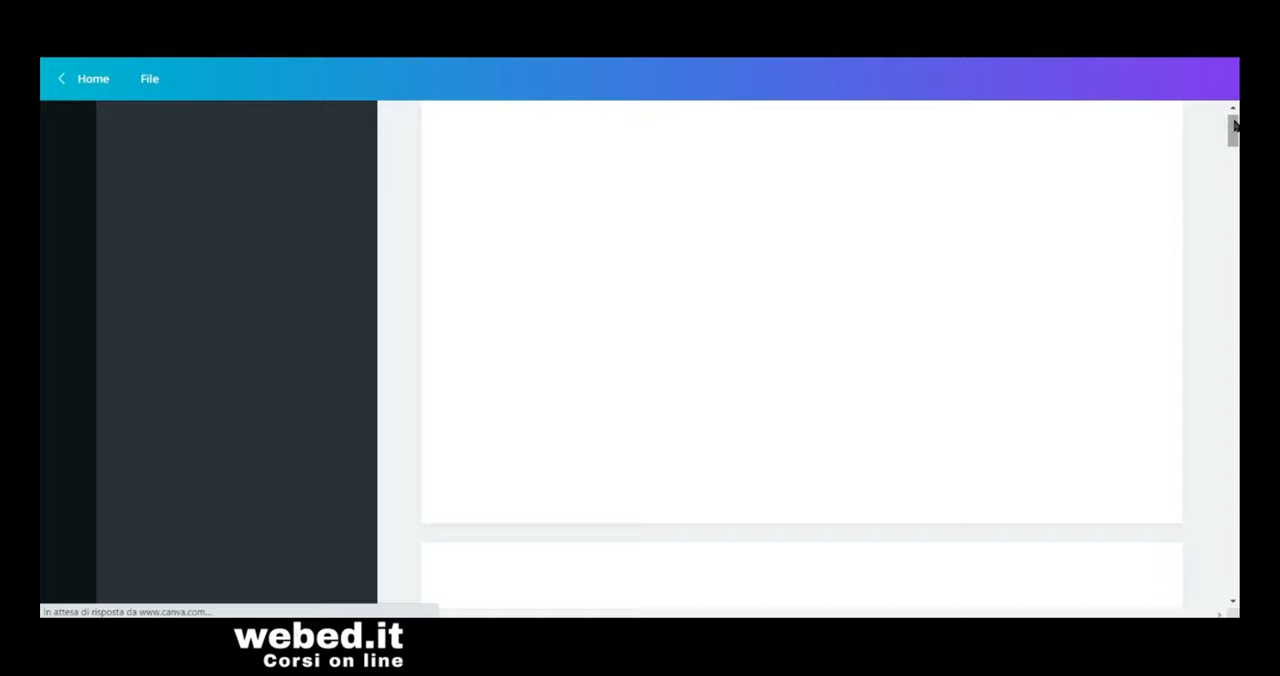 Home File
In attesa di risposta da www.canva.com...
webed.it
Corsi on line